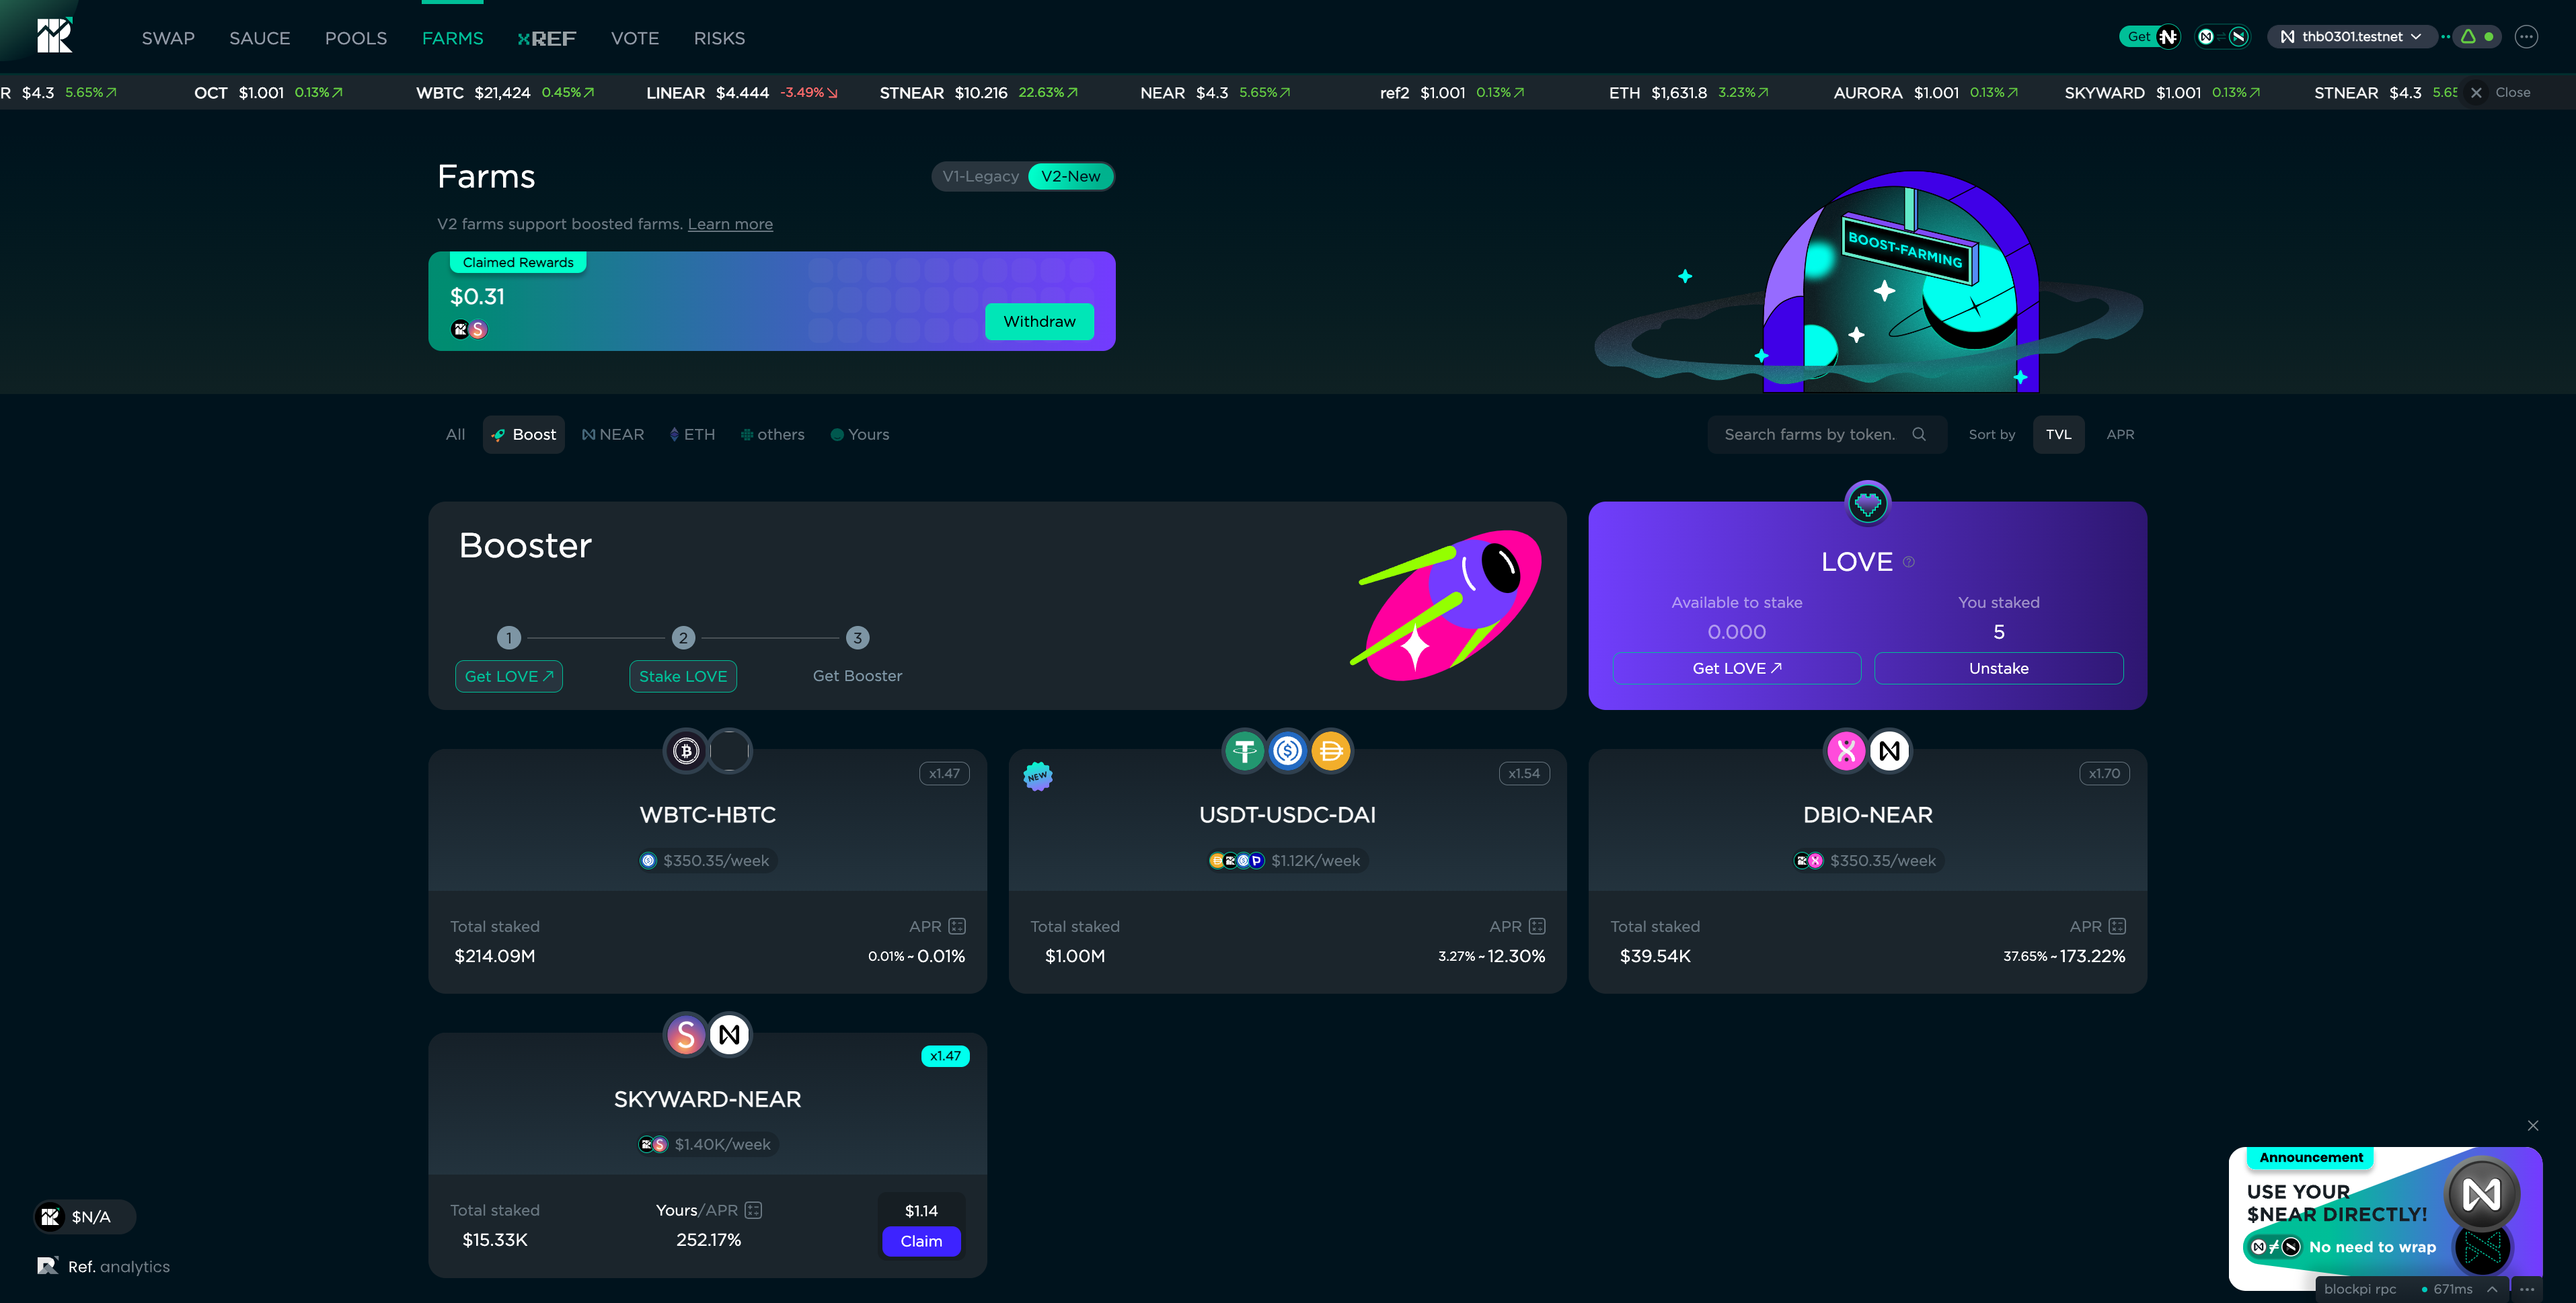 SWAP SAUCE POOLS FARMS xREF VOTE RISKS Get thb0301.testnet
R $4.3 5.65% OCT $1.001 0.13% WBTC $21,424 0.45% LINEAR $4.444 -3.49% STNEAR $10.216 22.63% NEAR $4.3 5.65% ref2 $1.001 0.13% ETH $1,631.8 3.23% AURORA $1.001 0.13% SKYWARD $1.001 0.13% STNEAR $4.3 5.65 Close
Farms V1-Legacy V2-New
V2 farms support boosted farms. Learn more
Claimed Rewards
$0.31
Withdraw
BOOST-FARMING
All Boost NEAR ETH others Yours Search farms by token. Sort by TVL APR
Booster
1 2 3
Get LOVE Stake LOVE Get Booster
LOVE
Available to stake You staked
0.000 5
Get LOVE Unstake
x1.47
WBTC-HBTC
$350.35/week
Total staked APR
$214.09M 0.01% ~ 0.01%
NEW x1.54
USDT-USDC-DAI
$1.12K/week
Total staked APR
$1.00M 3.27% ~ 12.30%
x1.70
DBIO-NEAR
$350.35/week
Total staked APR
$39.54K 37.65% ~ 173.22%
x1.47
SKYWARD-NEAR
$1.40K/week
Total staked Yours/APR $1.14
$15.33K 252.17% Claim
$N/A
Ref. analytics
Announcement
USE YOUR
$NEAR DIRECTLY!
No need to wrap
blockpi rpc 671ms